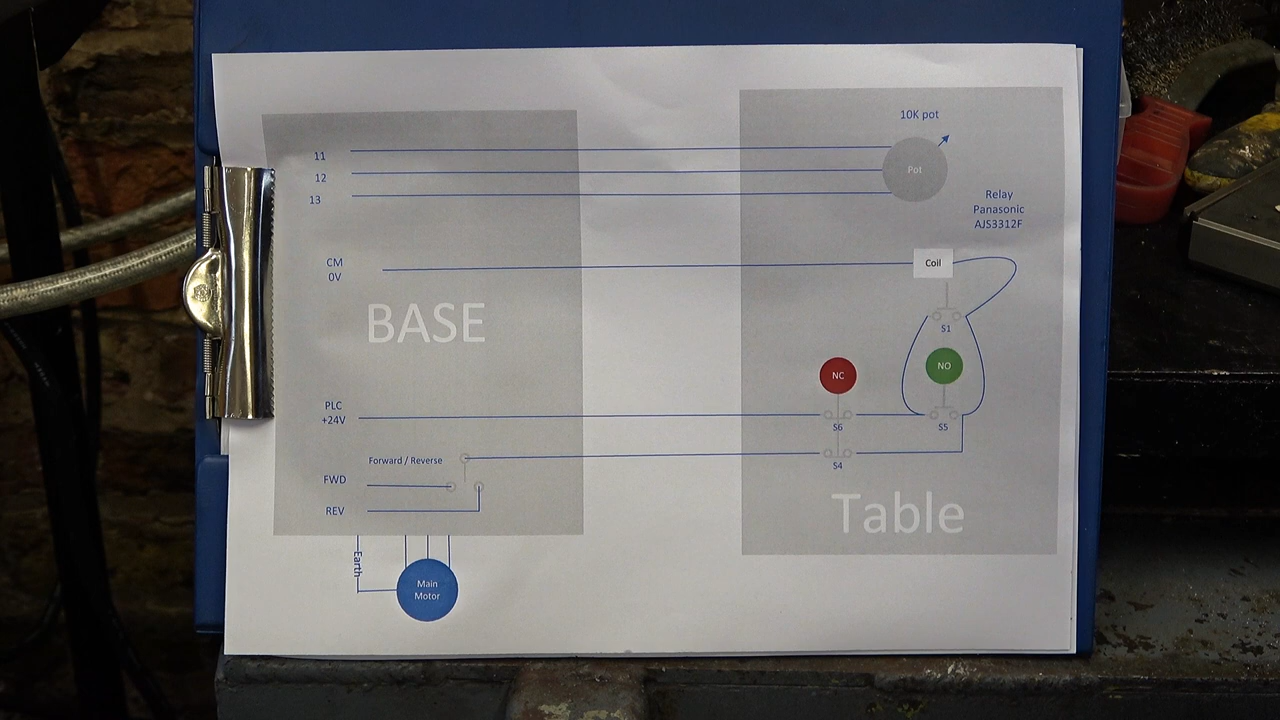 10K pot
11
12
13
Pot
Relay
Panasonic
AJS3312F
CM
0V
Coil
S1
BASE
NC
NO
PLC
+24V
S6
S5
Forward / Reverse
S4
FWD
REV
Table
Earth
Main
Motor